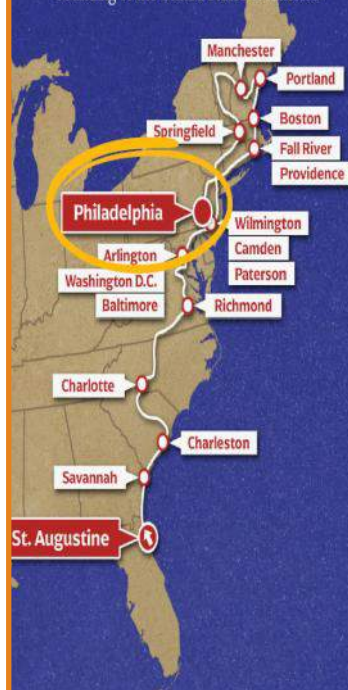 Manchester
Portland
Boston
Springfield
Fall River
Providence
Philadelphia
Wilmington
Arlington
Camden
Washington D.C.
Paterson
Baltimore
Richmond
Charlotte
Charleston
Savannah
St. Augustine